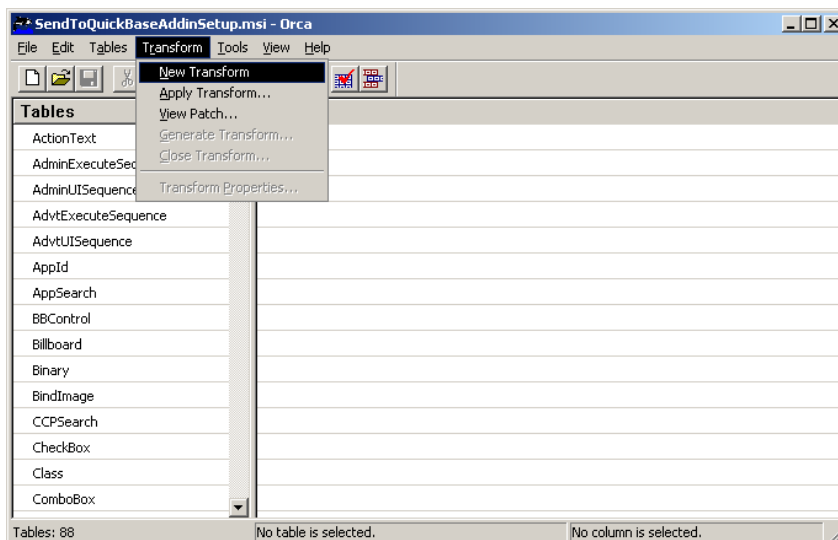 SendToQuickBaseAddinSetup.msi - Orca
File Edit Tables Transform Tools View Help
New Transform
Apply Transform...
View Patch...
Generate Transform...
Close Transform...
Transform Properties...
Tables
ActionText
AdminExecuteSeq
AdminUISequence
AdvtExecuteSequence
AdvtUISequence
AppId
AppSearch
BBControl
Billboard
Binary
BindImage
CCPSearch
CheckBox
Class
ComboBox
Tables: 88 No table is selected. No column is selected.